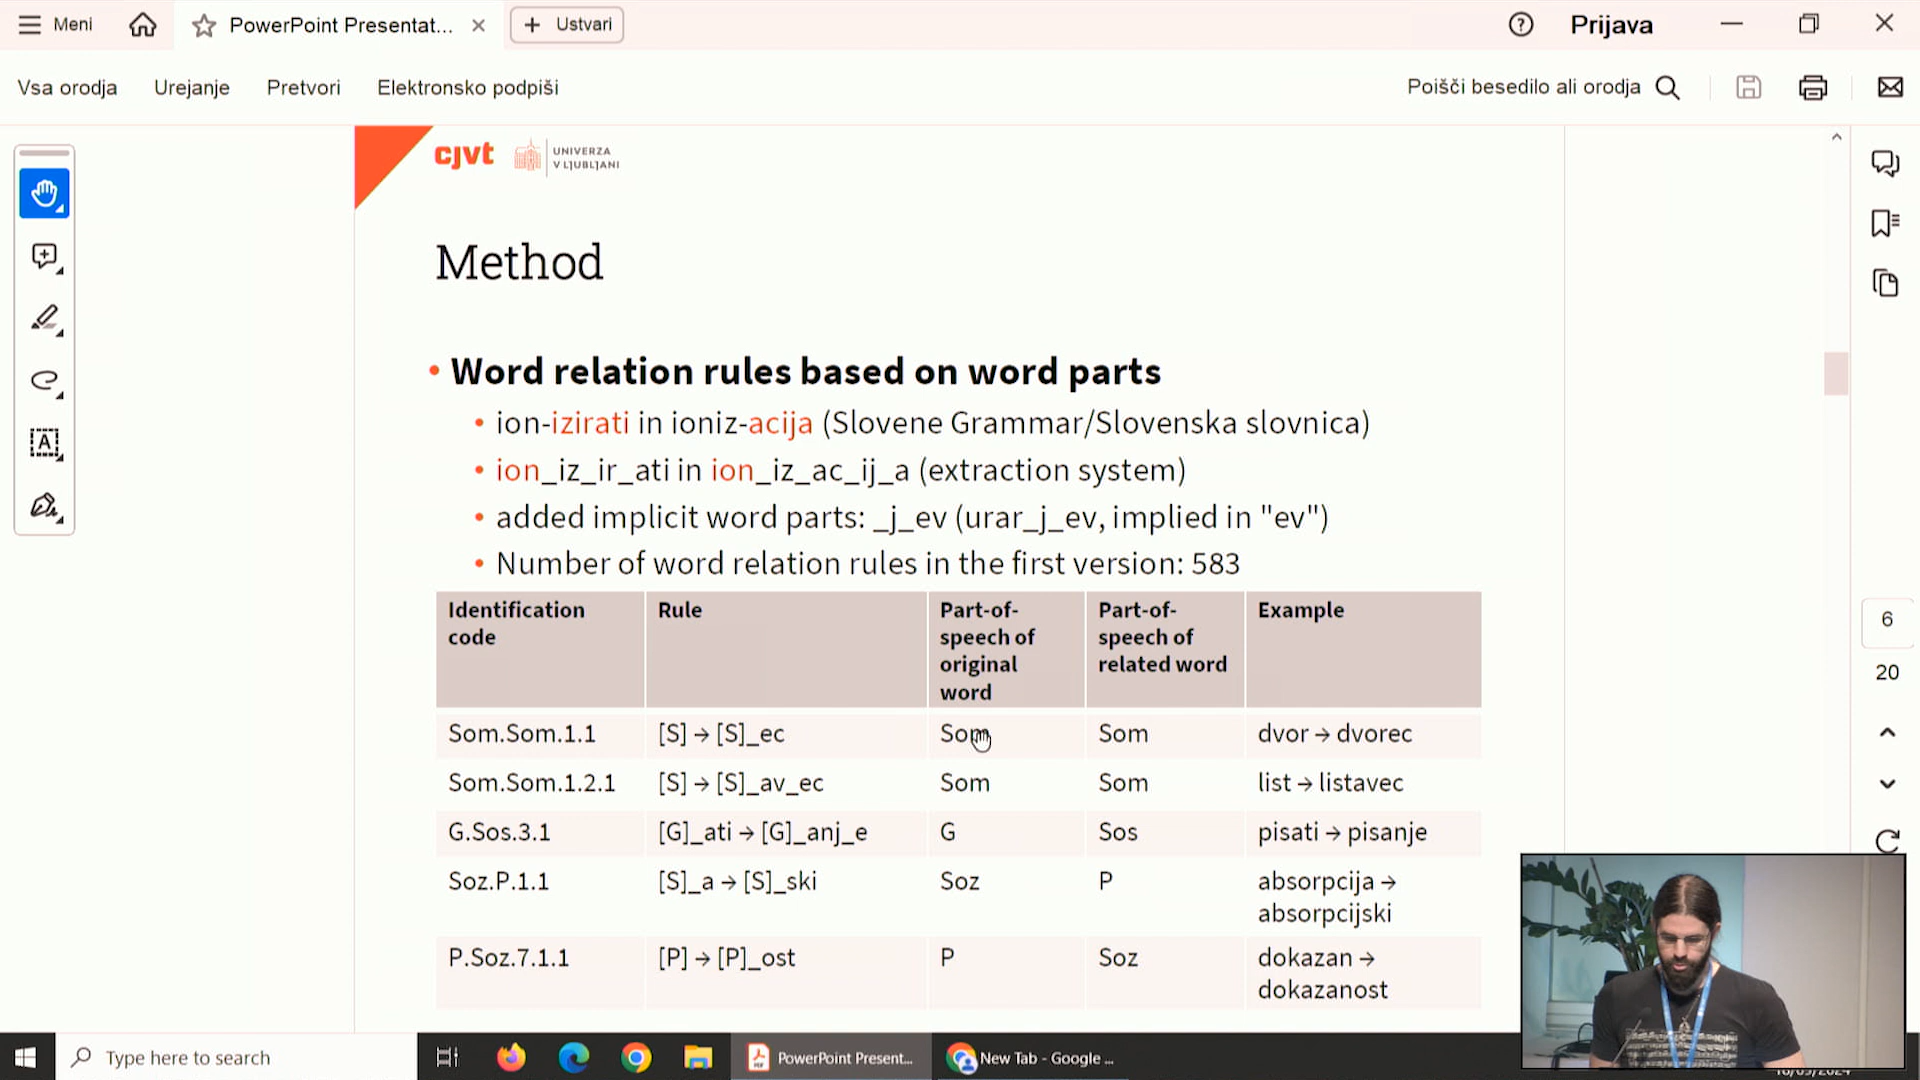 Meni
PowerPoint Presentat...
Ustvari
Prijava
Vsa orodja
Urejanje
Pretvori
Elektronsko podpiši
Poišči besedilo ali orodja
cjvt
UNIVERZA
V LJUBLJANI
Method
• Word relation rules based on word parts
• ion-izirati in ioniz-acija (Slovene Grammar/Slovenska slovnica)
• ion_iz_ir_ati in ion_iz_ac_ij_a (extraction system)
• added implicit word parts: _j_ev (urar_j_ev, implied in "ev")
• Number of word relation rules in the first version: 583
Identification code Rule Part-of-speech of original word Part-of-speech of related word Example
Som.Som.1.1 [S] → [S]_ec Som Som dvor → dvorec
Som.Som.1.2.1 [S] → [S]_av_ec Som Som list → listavec
G.Sos.3.1 [G]_ati → [G]_anj_e G Sos pisati → pisanje
Soz.P.1.1 [S]_a → [S]_ski Soz P absorpcija → absorpcijski
P.Soz.7.1.1 [P] → [P]_ost P Soz dokazan → dokazanost
6
20
Type here to search
PowerPoint Present...
New Tab - Google ...